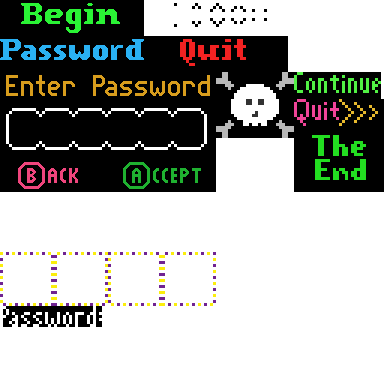 Begin
Password Quit
Enter Password
Continue
Quit>>>
BACK ACCEPT
The
End
Password